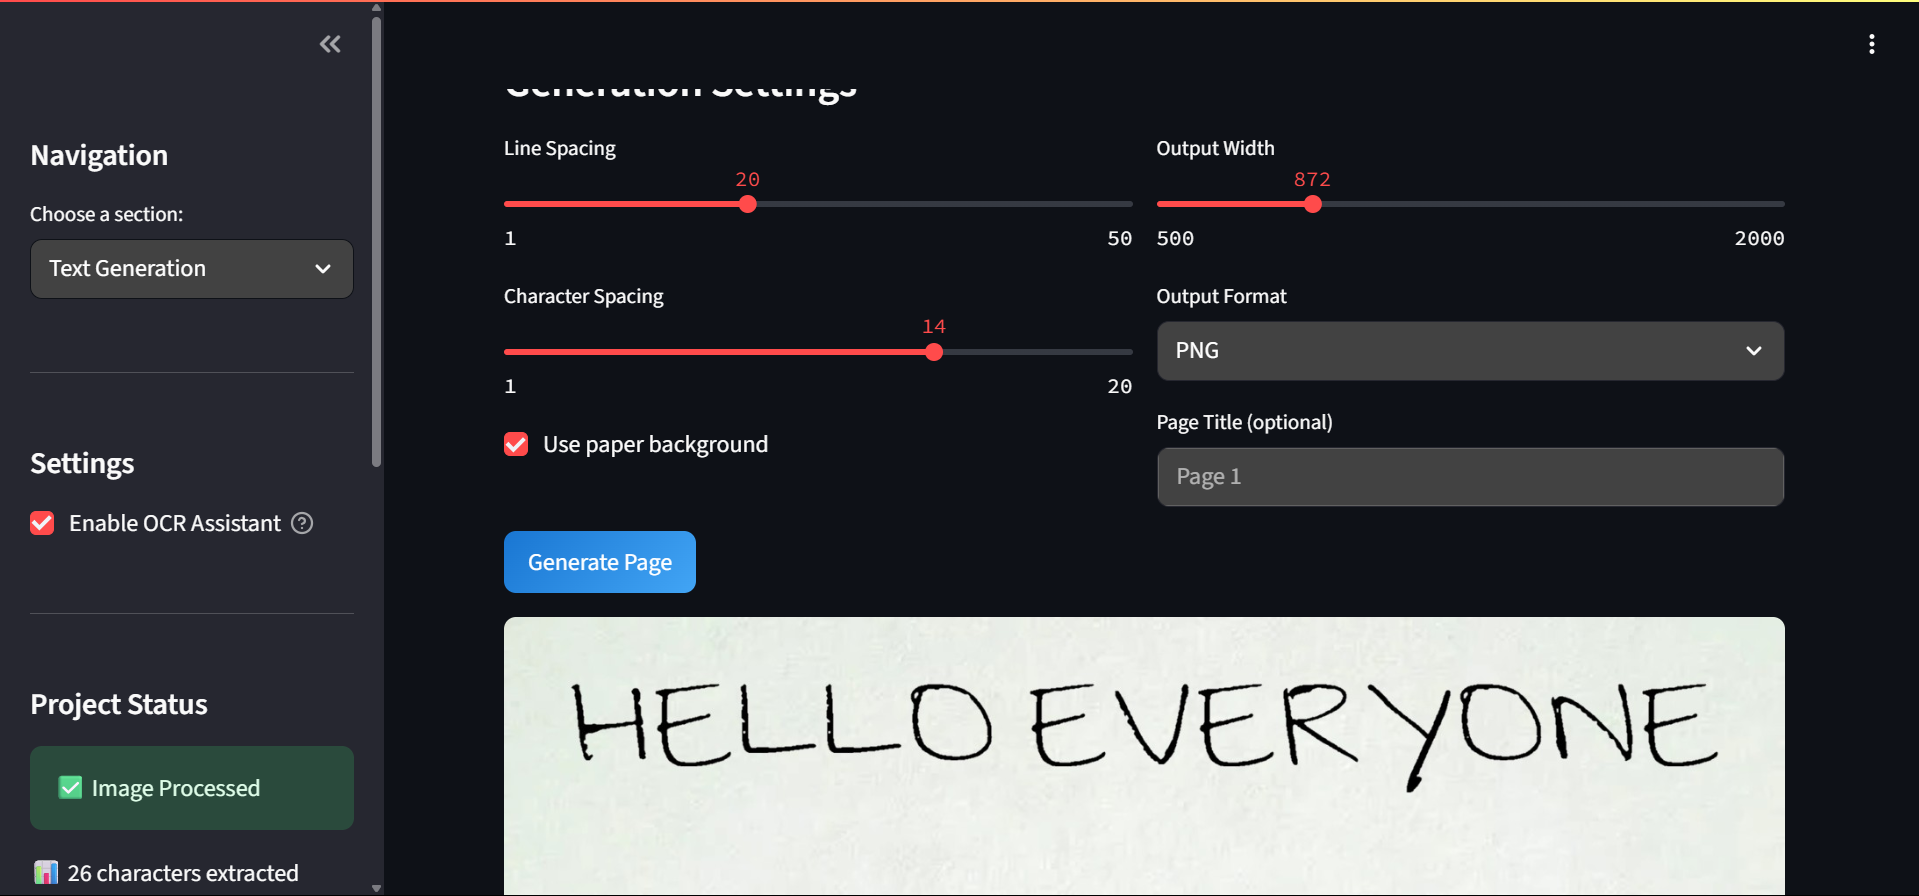 Generation Settings
Navigation
Choose a section:
Text Generation
Settings
Enable OCR Assistant
Project Status
✅ Image Processed
📊 26 characters extracted
Line Spacing
20
1 50
Character Spacing
14
1 20
Use paper background
Output Width
872
500 2000
Output Format
PNG
Page Title (optional)
Page 1
Generate Page
HELLO EVERYONE